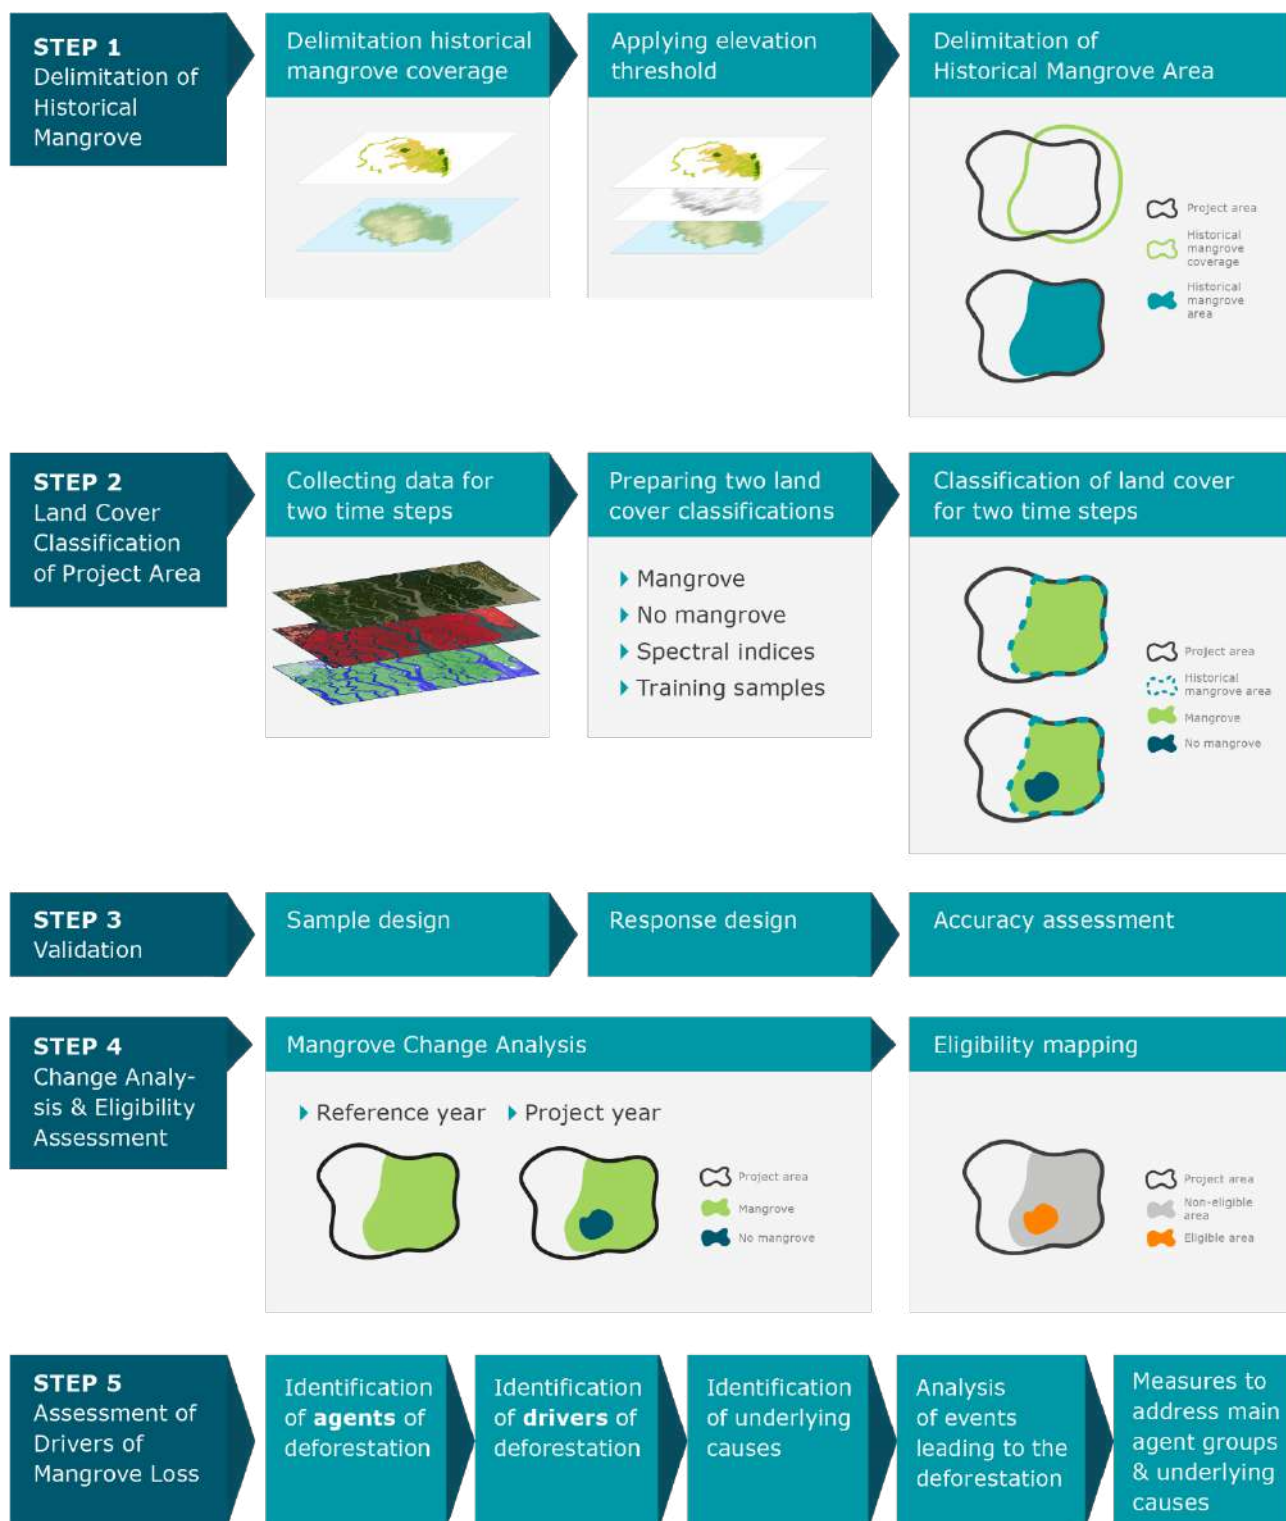 STEP 1
Delimitation of
Historical
Mangrove
Delimitation historical
mangrove coverage
Applying elevation
threshold
Delimitation of
Historical Mangrove Area
Project area
Historical
mangrove
coverage
Historical
mangrove
area
STEP 2
Land Cover
Classification
of Project Area
Collecting data for
two time steps
Preparing two land
cover classifications
Mangrove
No mangrove
Spectral indices
Training samples
Classification of land cover
for two time steps
Project area
Historical
mangrove area
Mangrove
No mangrove
STEP 3
Validation
Sample design
Response design
Accuracy assessment
STEP 4
Change Analy-
sis & Eligibility
Assessment
Mangrove Change Analysis
Reference year
Project year
Project area
Mangrove
No mangrove
Eligibility mapping
Project area
Non-eligible
area
Eligible area
STEP 5
Assessment of
Drivers of
Mangrove Loss
Identification
of agents of
deforestation
Identification
of drivers of
deforestation
Identification
of underlying
causes
Analysis
of events
leading to the
deforestation
Measures to
address main
agent groups
& underlying
causes